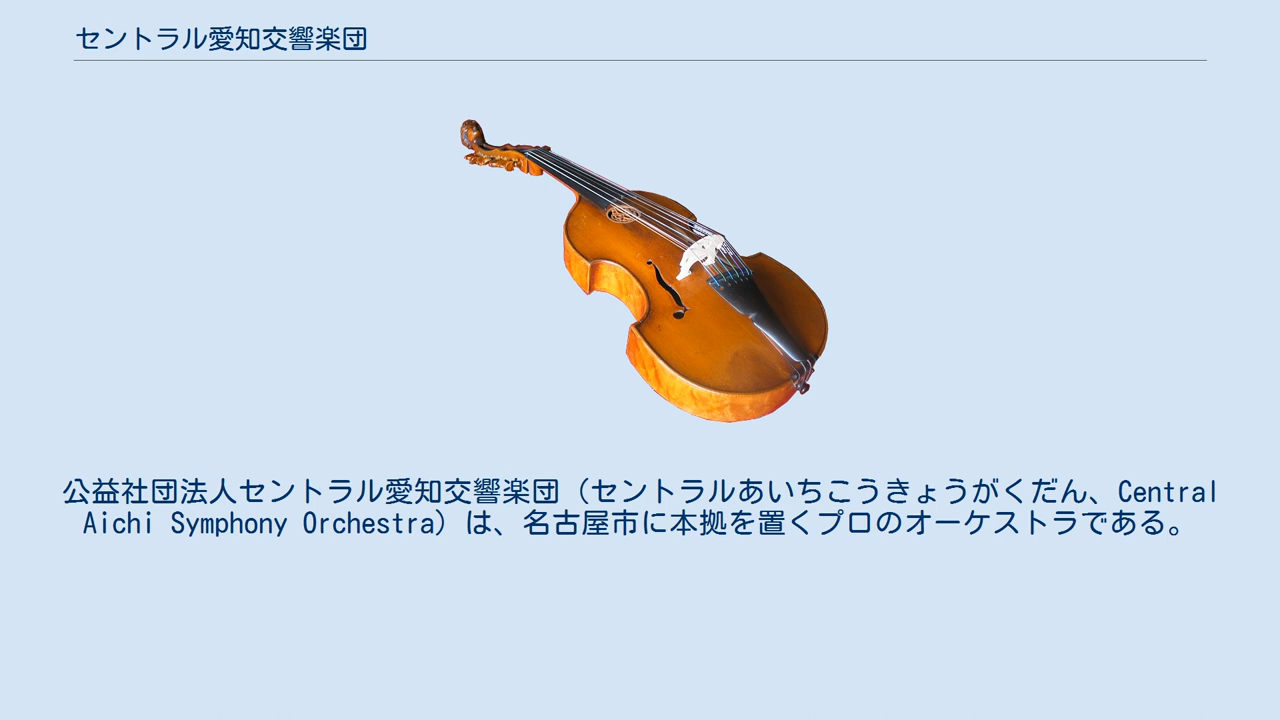 セントラル愛知交響楽団
公益社団法人セントラル愛知交響楽団（セントラルあいちこうきょうがくだん、Central
Aichi Symphony Orchestra）は、名古屋市に本拠を置くプロのオーケストラである。